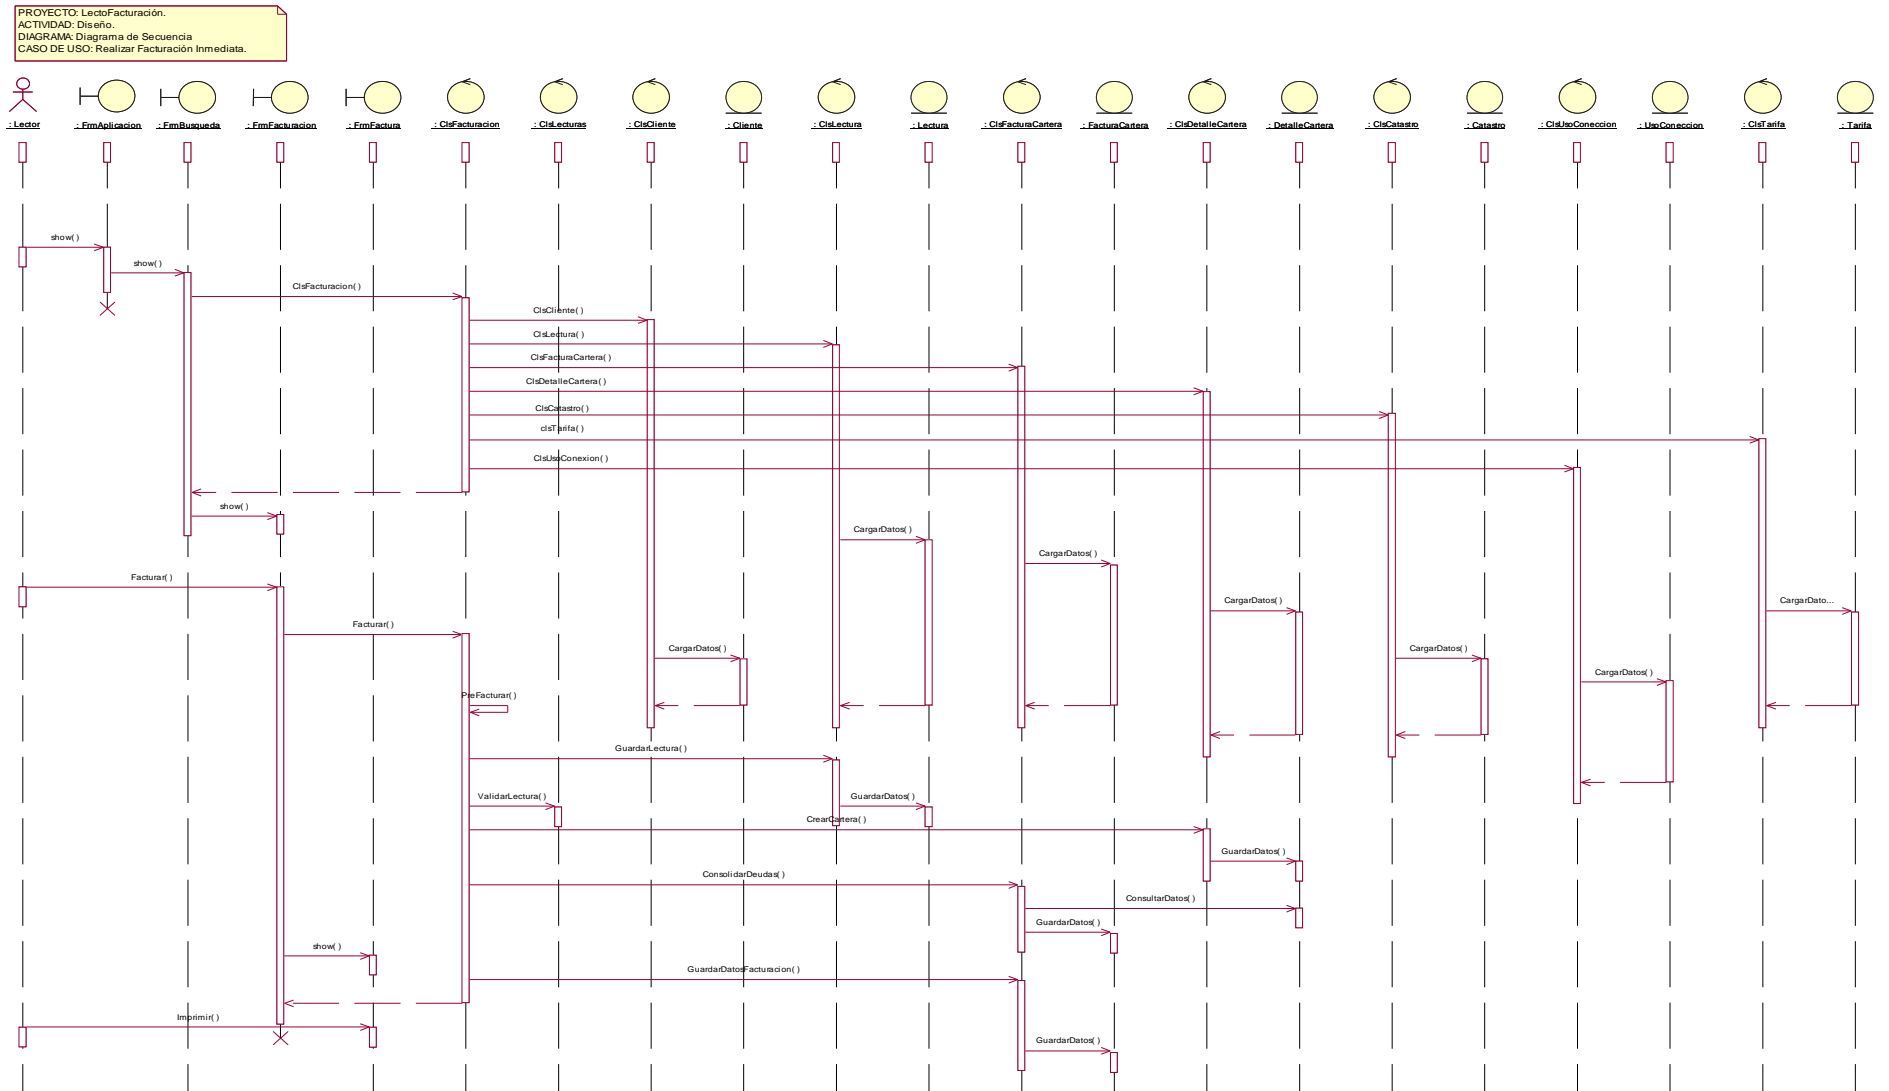 PROYECTO: LectoFacturación.
ACTIVIDAD: Diseño.
DIAGRAMA: Diagrama de Secuencia
CASO DE USO: Realizar Facturación Inmediata.
: Lector
: FrmAplicacion
: FrmBusqueda
: FrmFacturacion
: FrmFactura
: ClsFacturacion
: ClsLecturas
: ClsCliente
: Cliente
: ClsLectura
: Lectura
: ClsFacturaCartera
: FacturaCartera
: ClsDetalleCartera
: DetalleCartera
: ClsCatastro
: Catastro
: ClsUsoConeccion
: UsoConeccion
: ClsTarifa
: Tarifa
show( )
show( )
ClsFacturacion( )
ClsCliente( )
ClsLectura( )
ClsFacturaCartera( )
ClsDetalleCartera( )
ClsCatastro( )
clsTarifa( )
ClsUsoConexion( )
show( )
CargarDatos( )
CargarDatos( )
Facturar( )
CargarDatos( )
CargarDato...
Facturar( )
CargarDatos( )
CargarDatos( )
CargarDatos( )
PreFacturar( )
GuardarLectura( )
ValidarLectura( )
GuardarDatos( )
CrearCartera( )
GuardarDatos( )
ConsolidarDeudas( )
ConsultarDatos( )
GuardarDatos( )
show( )
GuardarDatosFacturacion( )
Imprimir( )
GuardarDatos( )